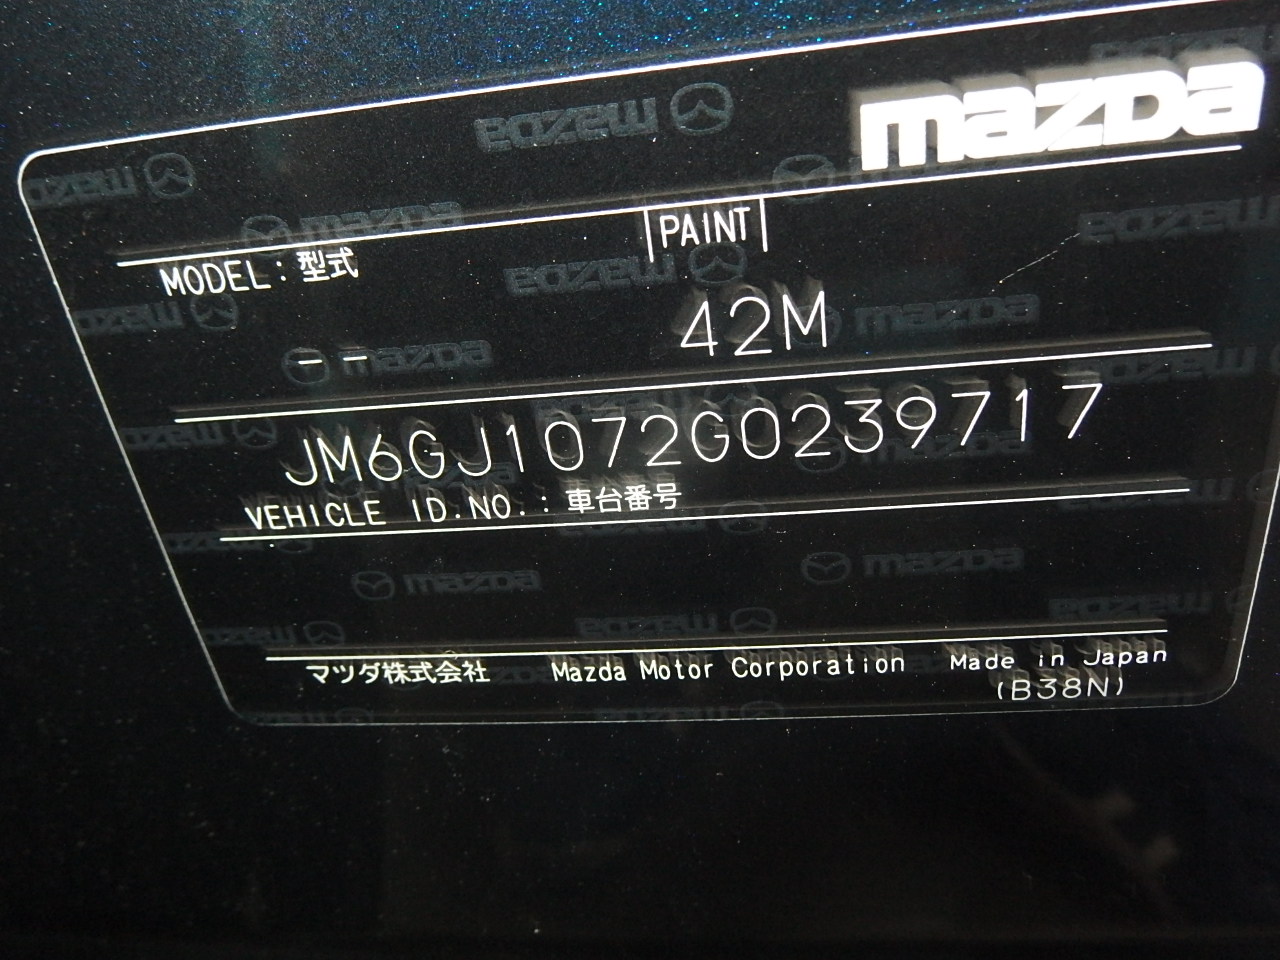 mazda
PAINT
MODEL : 型式
42M
- -
JM6GJ1072G0239717
VEHICLE ID.NO. : 車台番号
マツダ株式会社 Mazda Motor Corporation Made in Japan
(B38N)